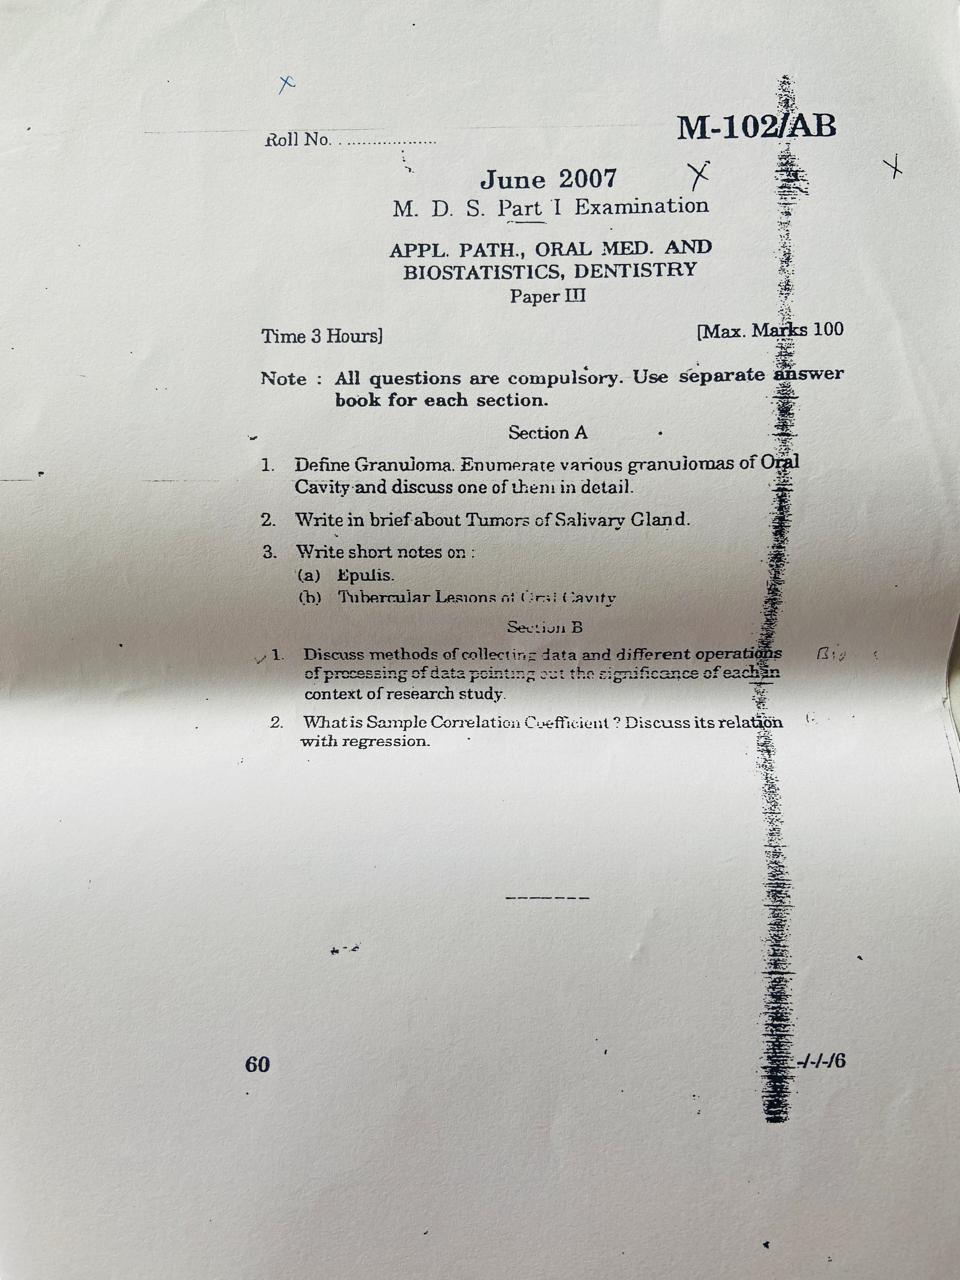 M-102/AB
Roll No. . ..................
June 2007
M. D. S. Part I Examination
APPL. PATH., ORAL MED. AND
BIOSTATISTICS, DENTISTRY
Paper III
Time 3 Hours] [Max. Marks 100
Note : All questions are compulsory. Use separate answer
book for each section.
Section A
1. Define Granuloma. Enumerate various granulomas of Oral
Cavity and discuss one of them in detail.
2. Write in brief about Tumors of Salivary Gland.
3. Write short notes on :
(a) Epulis.
(b) Tubercular Lesions of Oral Cavity
Section B
1. Discuss methods of collecting data and different operations
of processing of data pointing out the significance of each in
context of research study.
2. What is Sample Correlation Coefficient ? Discuss its relation
with regression.
60 -/-/-/6